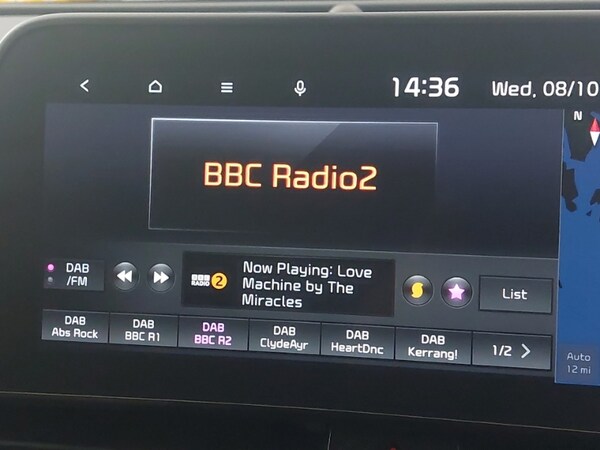 14:36
Wed, 08/10
N
BBC Radio2
DAB
/FM
BBC
RADIO 2
Now Playing: Love
Machine by The
Miracles
List
DAB
Abs Rock
DAB
BBC R1
DAB
BBC R2
DAB
ClydeAyr
DAB
HeartDnc
DAB
Kerrang!
1/2
Auto
12 mi